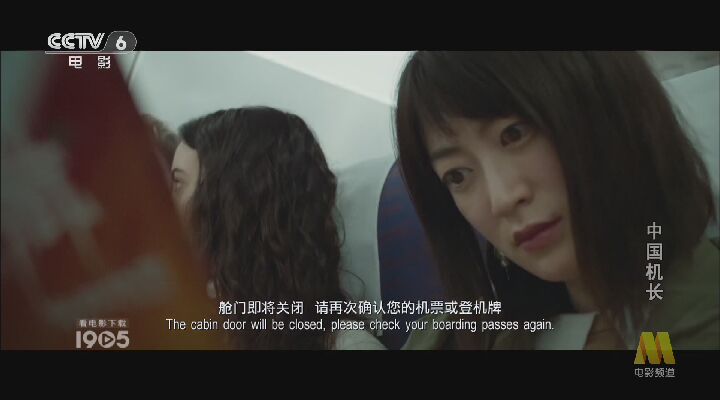 CCTV 6
电影
中国机长
舱门即将关闭 请再次确认您的机票或登机牌
The cabin door will be closed, please check your boarding passes again.
看电影下载
1905
电影频道